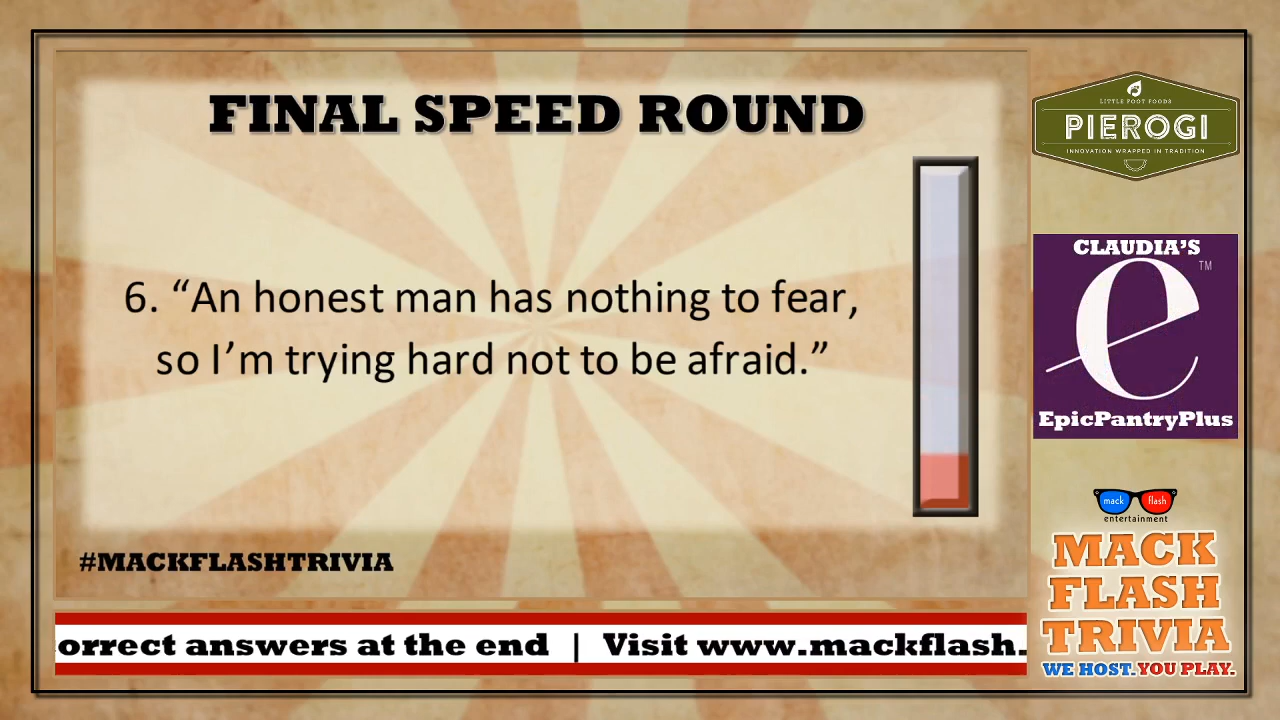 FINAL SPEED ROUND
6. “An honest man has nothing to fear,
so I’m trying hard not to be afraid.”
#MACKFLASHTRIVIA
orrect answers at the end | Visit www.mackflash.
LITTLE FOOT FOODS
PIEROGI
INNOVATION WRAPPED IN TRADITION
CLAUDIA’S
e TM
EpicPantryPlus
mack flash
entertainment
MACK
FLASH
TRIVIA
WE HOST. YOU PLAY.